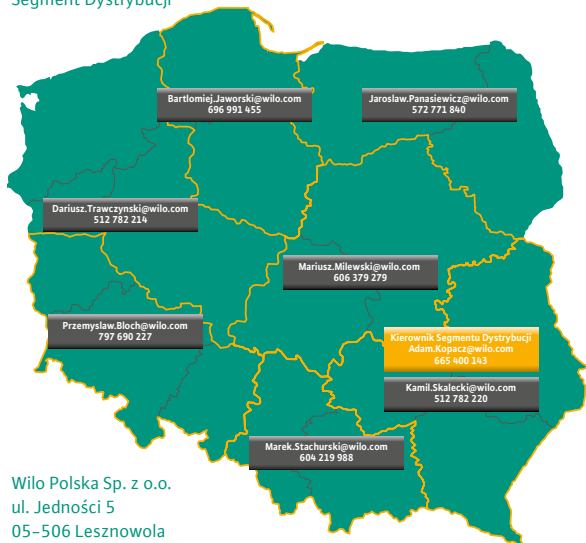 Segment Dystrybucji
Bartlomiej.Jaworski@wilo.com
696 991 455
Jaroslaw.Panasiewicz@wilo.com
572 771 840
Dariusz.Trawczynski@wilo.com
512 782 214
Mariusz.Milewski@wilo.com
606 379 279
Przemyslaw.Bloch@wilo.com
797 690 227
Kierownik Segmentu Dystrybucji
Adam.Kopacz@wilo.com
665 400 143
Kamil.Skalecki@wilo.com
512 782 220
Marek.Stachurski@wilo.com
604 219 988
Wilo Polska Sp. z o.o.
ul. Jedności 5
05-506 Lesznowola